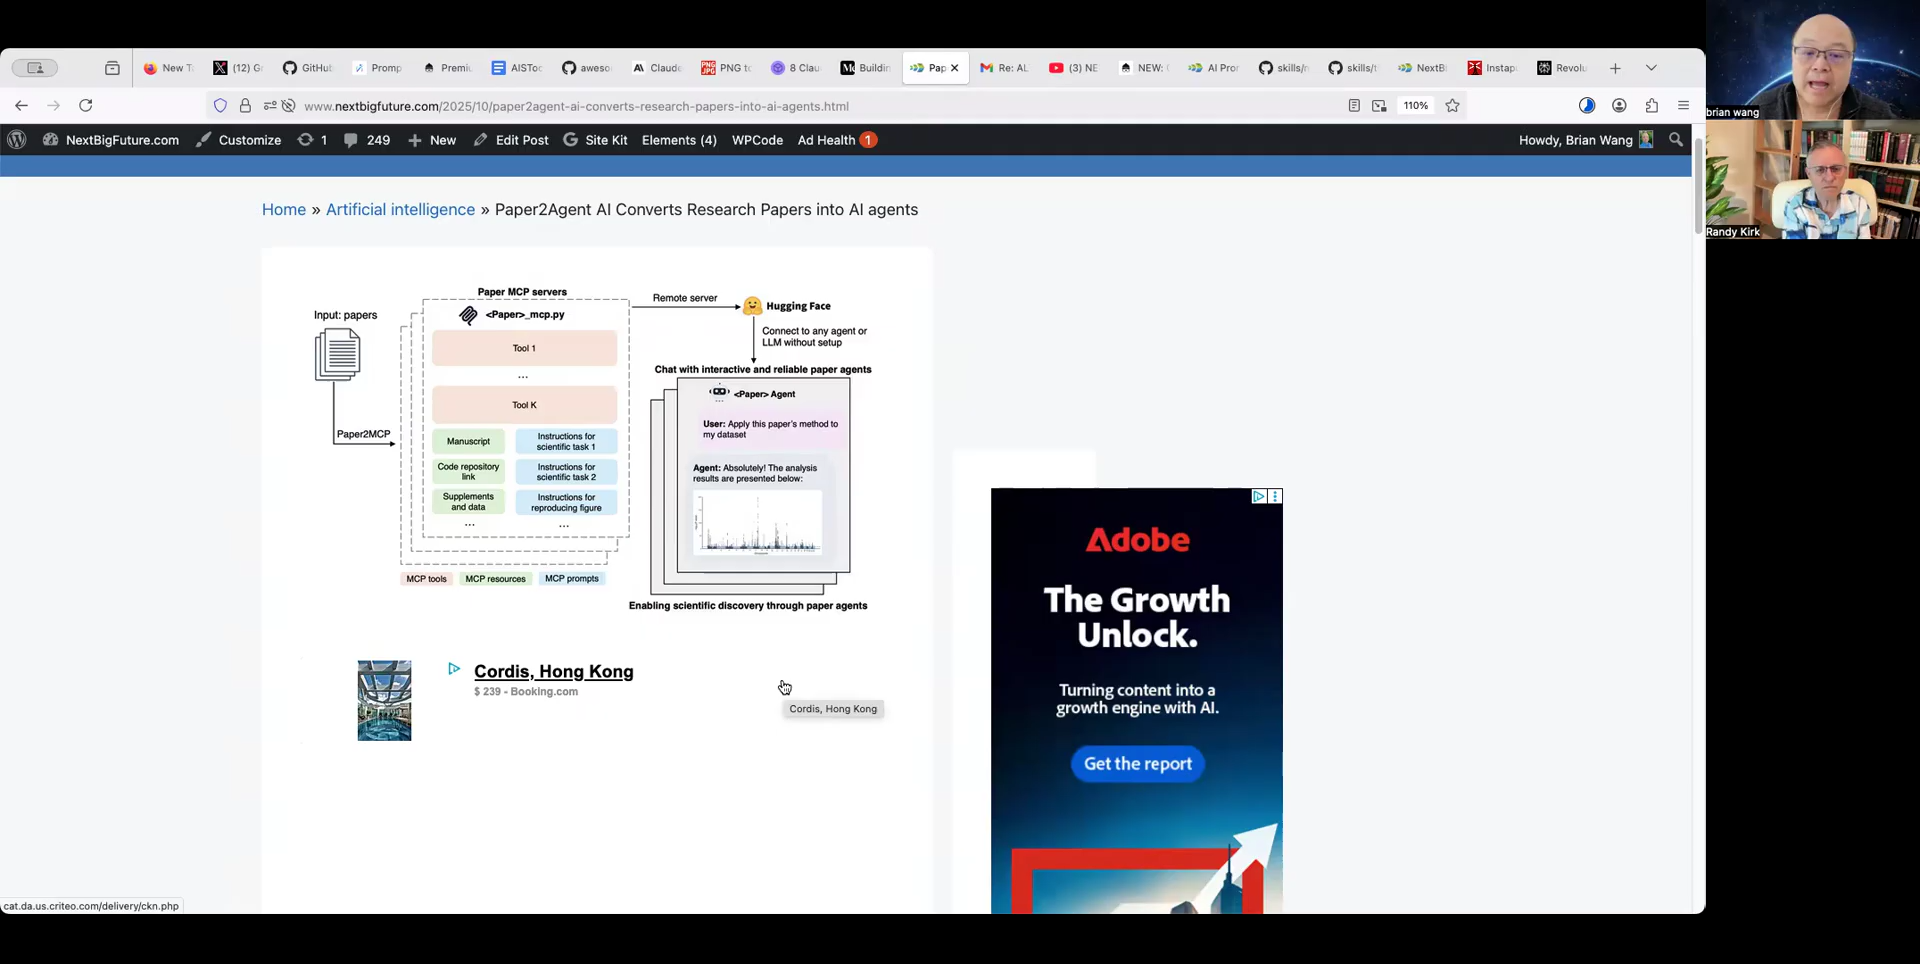 New T
(12) G
GitHub
Promp
Premi
AISToc
aweso
Claude
PNG to
8 Clau
Buildin
Pap
Re: AL
(3) NE
NEW:
AI Pror
skills/n
skills/t
NextBi
Instap
Revolu
www.nextbigfuture.com/2025/10/paper2agent-ai-converts-research-papers-into-ai-agents.html
110%
NextBigFuture.com
Customize
1
249
New
Edit Post
Site Kit
Elements (4)
WPCode
Ad Health 1
Howdy, Brian Wang
brian wang
Randy Kirk
Home » Artificial intelligence » Paper2Agent AI Converts Research Papers into AI agents
Input: papers
Paper2MCP
Paper MCP servers
<Paper>_mcp.py
Tool 1
...
Tool K
Manuscript
Instructions for
scientific task 1
Code repository
link
Instructions for
scientific task 2
Supplements
and data
Instructions for
reproducing figure
...
...
MCP tools
MCP resources
MCP prompts
Remote server
Hugging Face
Connect to any agent or
LLM without setup
Chat with interactive and reliable paper agents
<Paper> Agent
User: Apply this paper's method to
my dataset
Agent: Absolutely! The analysis
results are presented below:
Enabling scientific discovery through paper agents
Cordis, Hong Kong
$ 239 - Booking.com
Cordis, Hong Kong
Adobe
The Growth
Unlock.
Turning content into a
growth engine with AI.
Get the report
cat.da.us.criteo.com/delivery/ckn.php